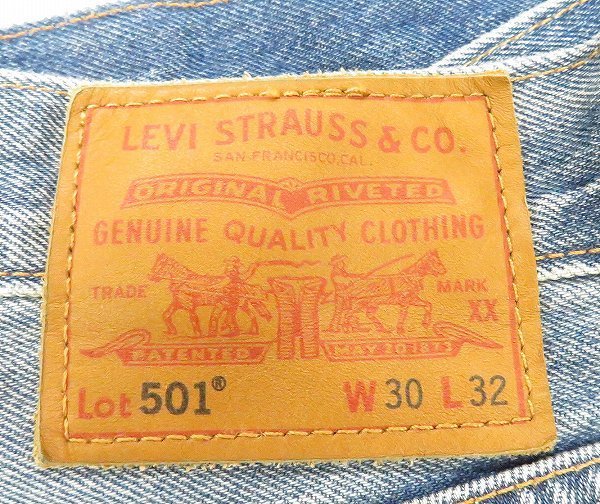 LEVI STRAUSS & CO.
SAN FRANCISCO, CAL.
ORIGINAL RIVETED
GENUINE QUALITY CLOTHING
TRADE MARK
XX
PATENTED MAY 20 1873
Lot 501® W 30 L 32